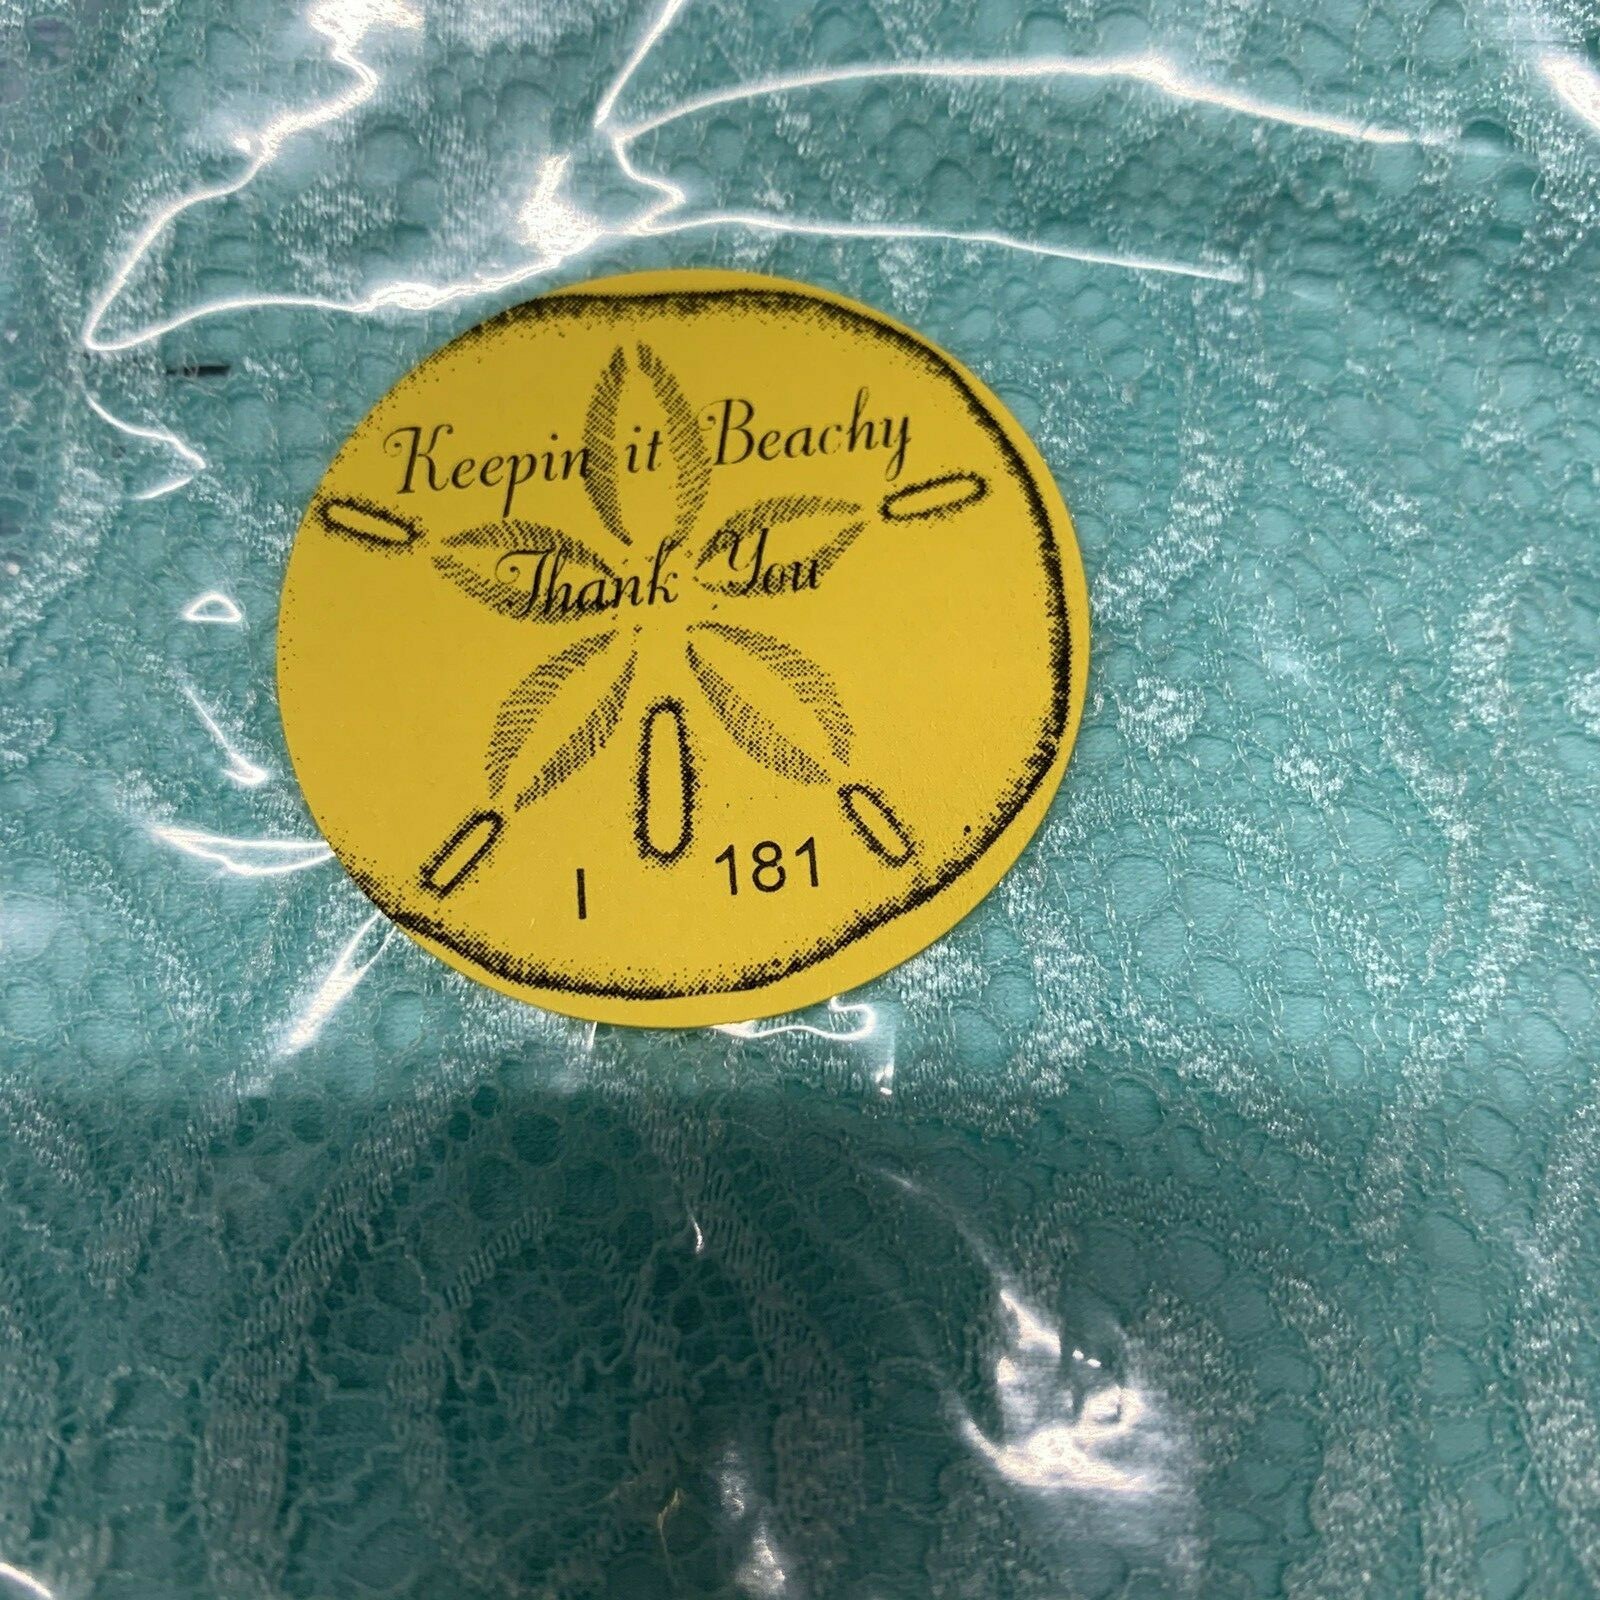 Keepin it Beachy
Thank You
I 181